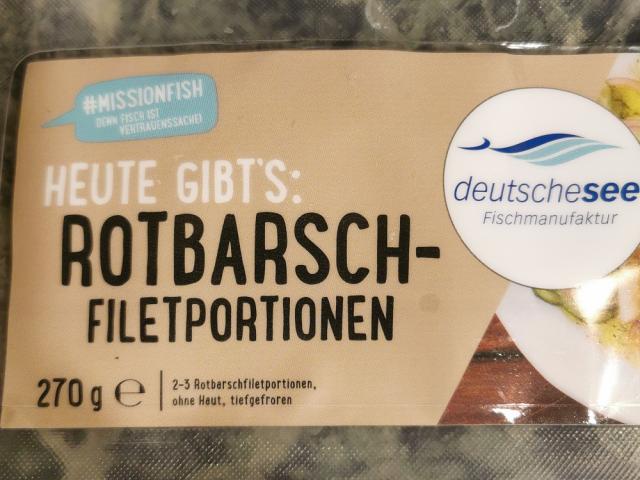 #MISSIONFISH
DENN FISCH IST
VERTRAUENSSACHE!
HEUTE GIBT'S:
ROTBARSCH-
FILETPORTIONEN
270 g ℮
2-3 Rotbarschfiletportionen,
ohne Haut, tiefgefroren
deutschesee
Fischmanufaktur